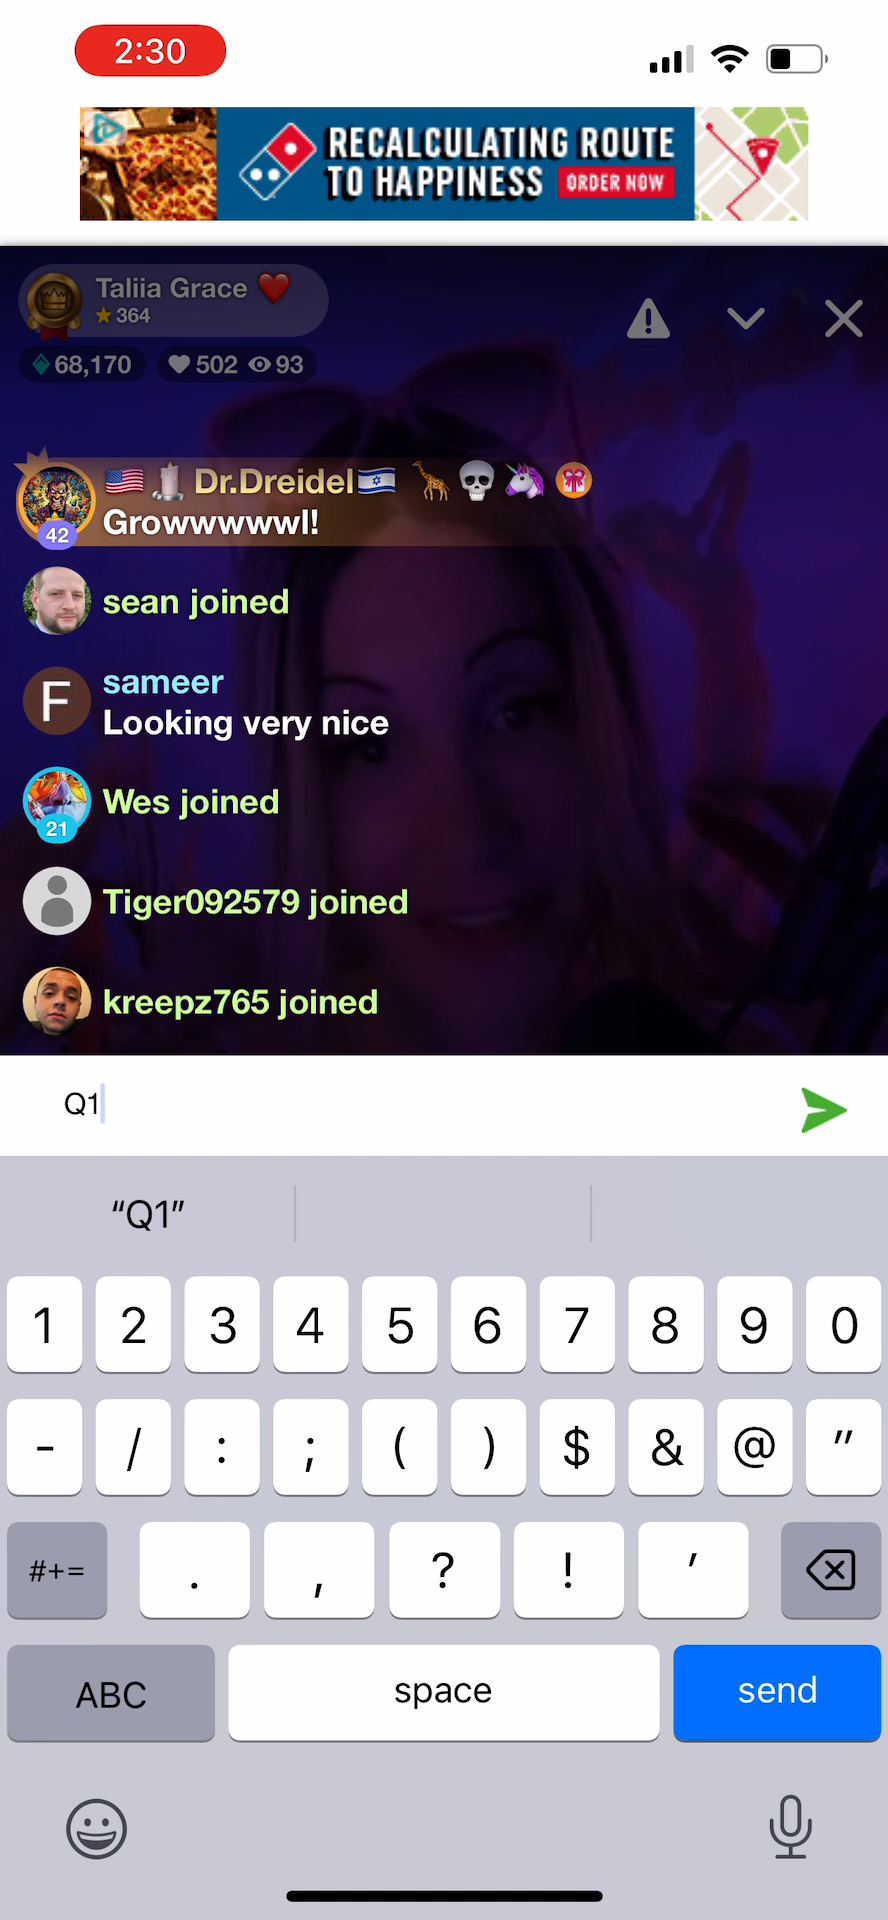 2:30
RECALCULATING ROUTE
TO HAPPINESS ORDER NOW
Taliia Grace ❤️
★ 364
68,170 502 93
🇺🇸🕯️Dr.Dreidel🇮🇱 🦒💀🦄
Growwwwwl!
42
sean joined
F
sameer
Looking very nice
Wes joined
21
Tiger092579 joined
kreepz765 joined
Q1
“Q1”
1 2 3 4 5 6 7 8 9 0
- / : ; ( ) $ & @ "
#+= . , ? ! '
ABC space send